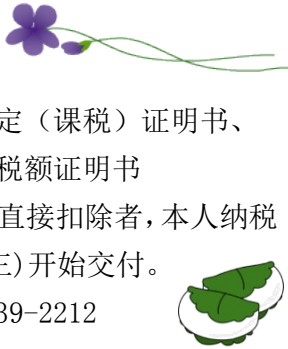 定（课税）证明书、
税额证明书
直接扣除者，本人纳税
三)开始交付。
39-2212